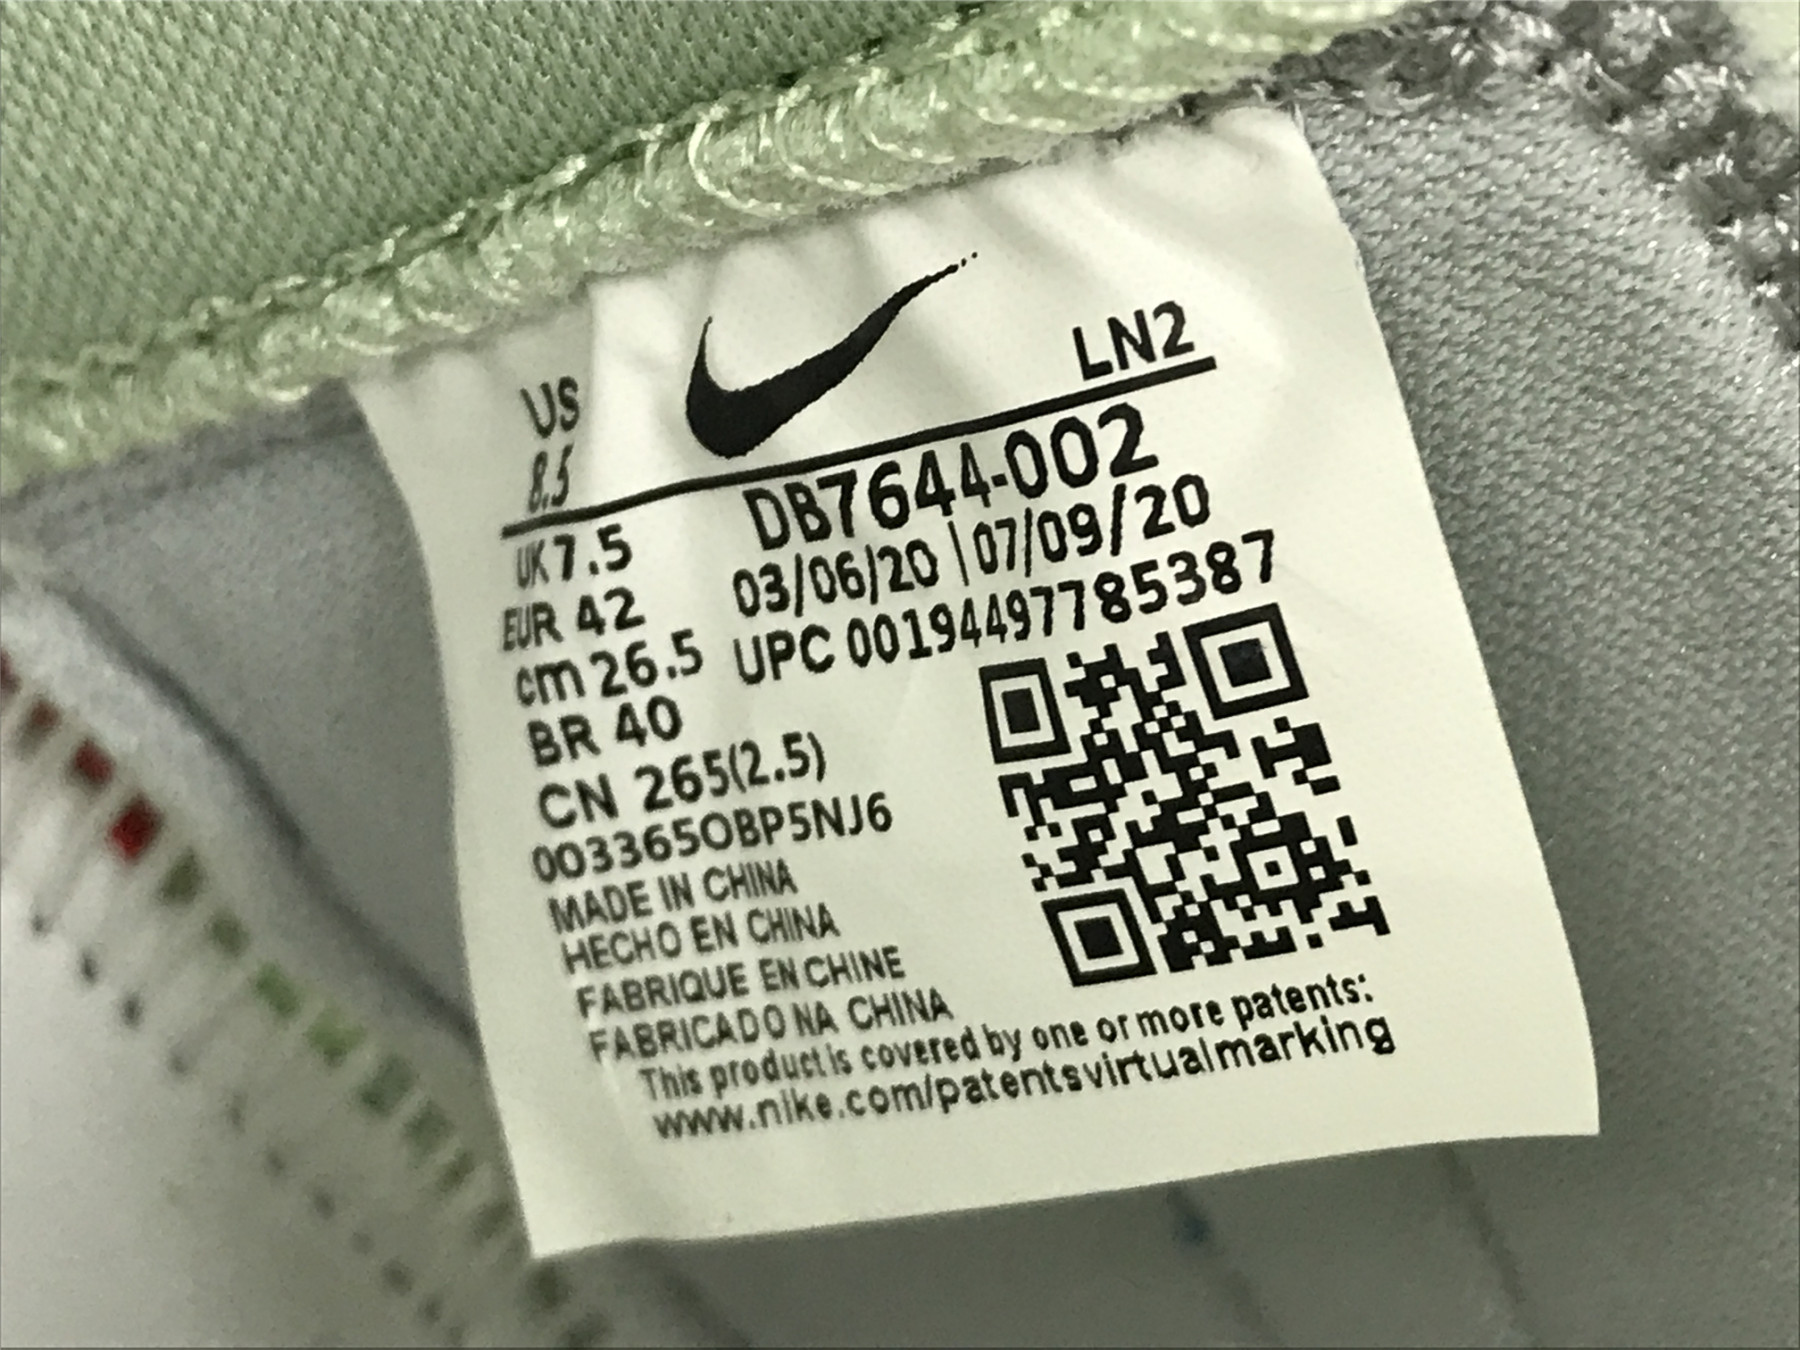 LN2
US
8.5
DB7644-002
UK 7.5
03/06/20 | 07/09/20
EUR 42
UPC 00194497785387
cm 26.5
BR 40
CN 265(2.5)
003365OBP5NJ6
MADE IN CHINA
HECHO EN CHINA
FABRIQUE EN CHINE
FABRICADO NA CHINA
This product is covered by one or more patents:
www.nike.com/patentsvirtualmarking